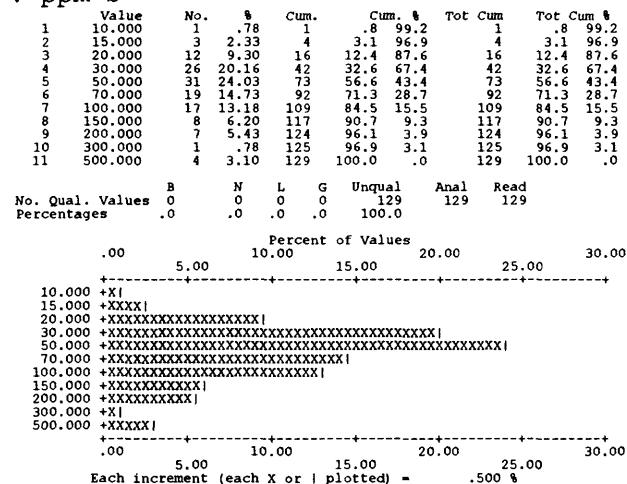 Value No. % Cum. Cum. % Tot Cum Tot Cum %
1 10.000 1 .78 1 .8 99.2 1 .8 99.2
2 15.000 3 2.33 4 3.1 96.9 4 3.1 96.9
3 20.000 12 9.30 16 12.4 87.6 16 12.4 87.6
4 30.000 26 20.16 42 32.6 67.4 42 32.6 67.4
5 50.000 31 24.03 73 56.6 43.4 73 56.6 43.4
6 70.000 19 14.73 92 71.3 28.7 92 71.3 28.7
7 100.000 17 13.18 109 84.5 15.5 109 84.5 15.5
8 150.000 8 6.20 117 90.7 9.3 117 90.7 9.3
9 200.000 7 5.43 124 96.1 3.9 124 96.1 3.9
10 300.000 1 .78 125 96.9 3.1 125 96.9 3.1
11 500.000 4 3.10 129 100.0 .0 129 100.0 .0
B N L G Unqual Anal Read
No. Qual. Values 0 0 0 0 129 129 129
Percentages .0 .0 .0 .0 100.0
Percent of Values
.00 10.00 20.00 30.00
5.00 15.00 25.00
+---------+---------+---------+---------+---------+---------+
10.000 +X|
15.000 +XXXX|
20.000 +XXXXXXXXXXXXXXXXXX|
30.000 +XXXXXXXXXXXXXXXXXXXXXXXXXXXXXXXXXXXXXXX|
50.000 +XXXXXXXXXXXXXXXXXXXXXXXXXXXXXXXXXXXXXXXXXXXXXXX|
70.000 +XXXXXXXXXXXXXXXXXXXXXXXXXXXX|
100.000 +XXXXXXXXXXXXXXXXXXXXXXXXX|
150.000 +XXXXXXXXXXX|
200.000 +XXXXXXXXXX|
300.000 +X|
500.000 +XXXXX|
+---------+---------+---------+---------+---------+---------+
.00 10.00 20.00 30.00
5.00 15.00 25.00
Each increment (each X or | plotted) = .500 %